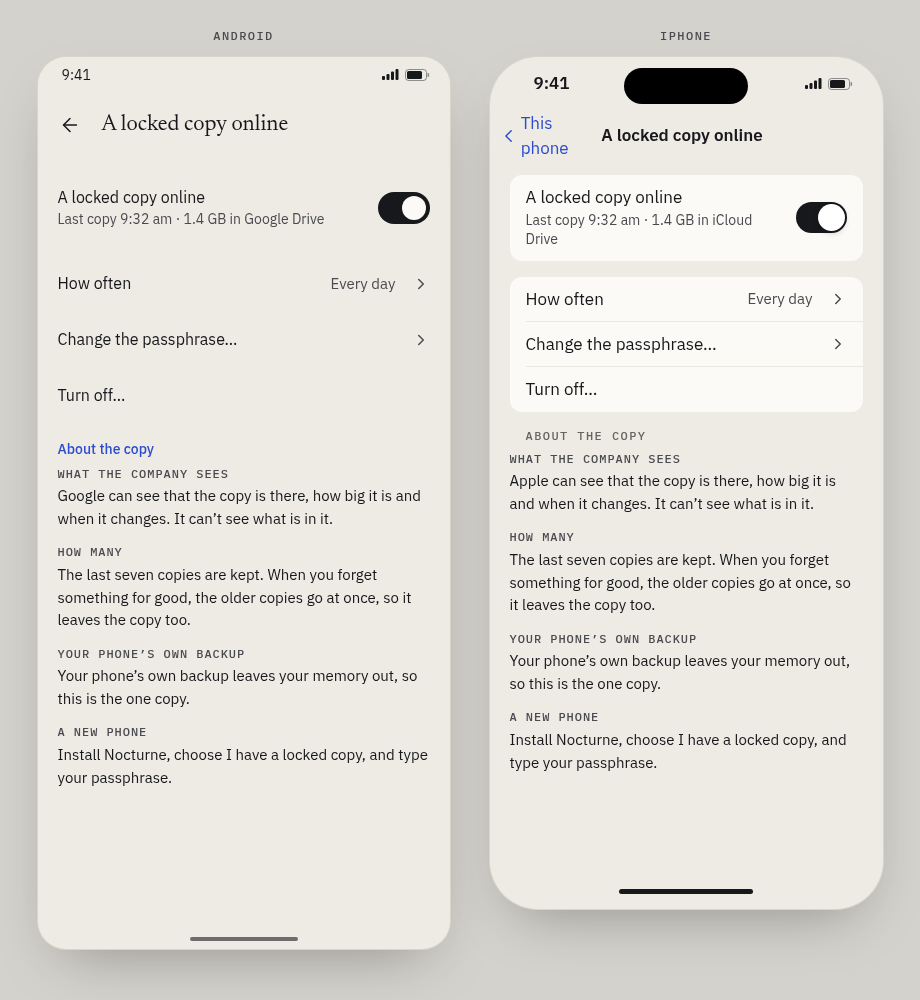 ANDROID
9:41
A locked copy online
A locked copy online
Last copy 9:32 am · 1.4 GB in Google Drive
How often
Every day
Change the passphrase…
Turn off…
About the copy
WHAT THE COMPANY SEES
Google can see that the copy is there, how big it is and
when it changes. It can’t see what is in it.
HOW MANY
The last seven copies are kept. When you forget
something for good, the older copies go at once, so it
leaves the copy too.
YOUR PHONE’S OWN BACKUP
Your phone’s own backup leaves your memory out, so
this is the one copy.
A NEW PHONE
Install Nocturne, choose I have a locked copy, and type
your passphrase.
IPHONE
9:41
This
phone
A locked copy online
A locked copy online
Last copy 9:32 am · 1.4 GB in iCloud
Drive
How often
Every day
Change the passphrase…
Turn off…
ABOUT THE COPY
WHAT THE COMPANY SEES
Apple can see that the copy is there, how big it is
and when it changes. It can’t see what is in it.
HOW MANY
The last seven copies are kept. When you forget
something for good, the older copies go at once, so
it leaves the copy too.
YOUR PHONE’S OWN BACKUP
Your phone’s own backup leaves your memory out,
so this is the one copy.
A NEW PHONE
Install Nocturne, choose I have a locked copy, and
type your passphrase.